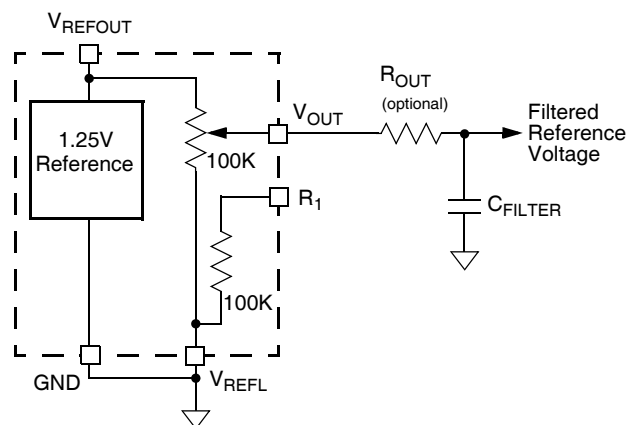 VREFOUT
1.25V
Reference
100K
VOUT
ROUT
(optional)
Filtered
Reference
Voltage
R1
CFILTER
100K
GND
VREFL